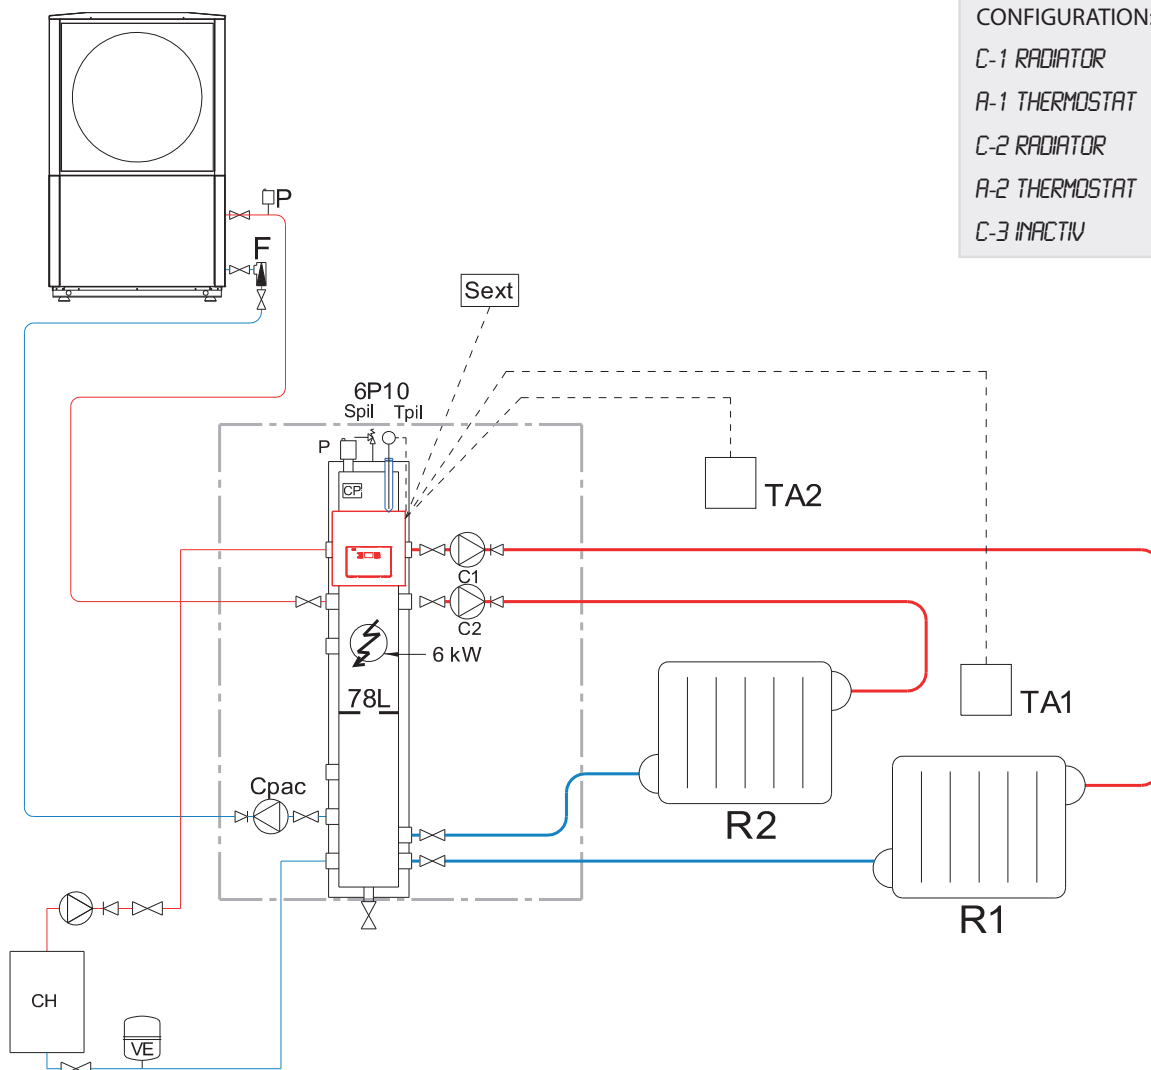 CONFIGURATION:
C-1 RADIATOR
A-1 THERMOSTAT
C-2 RADIATOR
A-2 THERMOSTAT
C-3 INACTIV
P
F
Sext
6P10
Spil Tpil
P
CP
TA2
C1
C2
6 kW
78L
TA1
Cpac
R2
R1
CH
VE